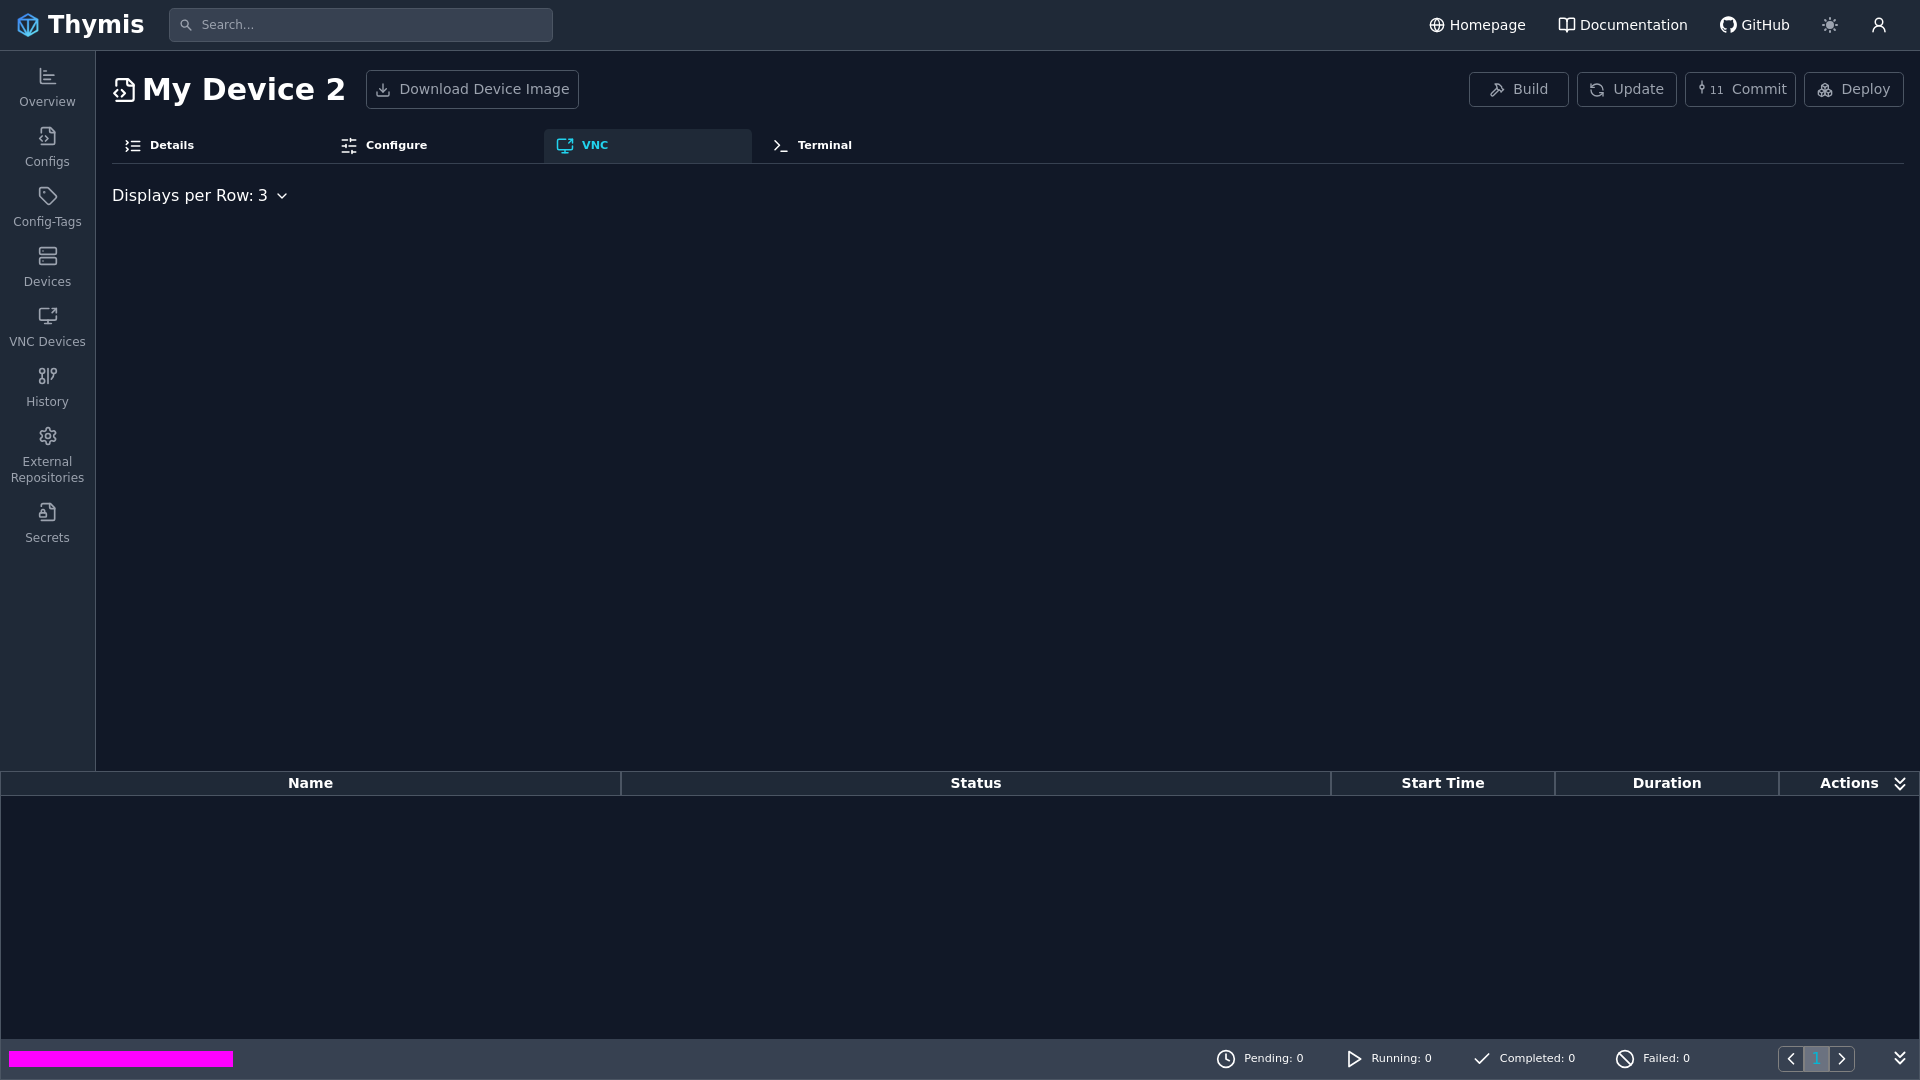 Thymis
Search...
Homepage
Documentation
GitHub
Overview
Configs
Config-Tags
Devices
VNC Devices
History
External
Repositories
Secrets
My Device 2
Download Device Image
Build
Update
11 Commit
Deploy
Details
Configure
VNC
Terminal
Displays per Row: 3
Name
Status
Start Time
Duration
Actions
Pending: 0
Running: 0
Completed: 0
Failed: 0
1